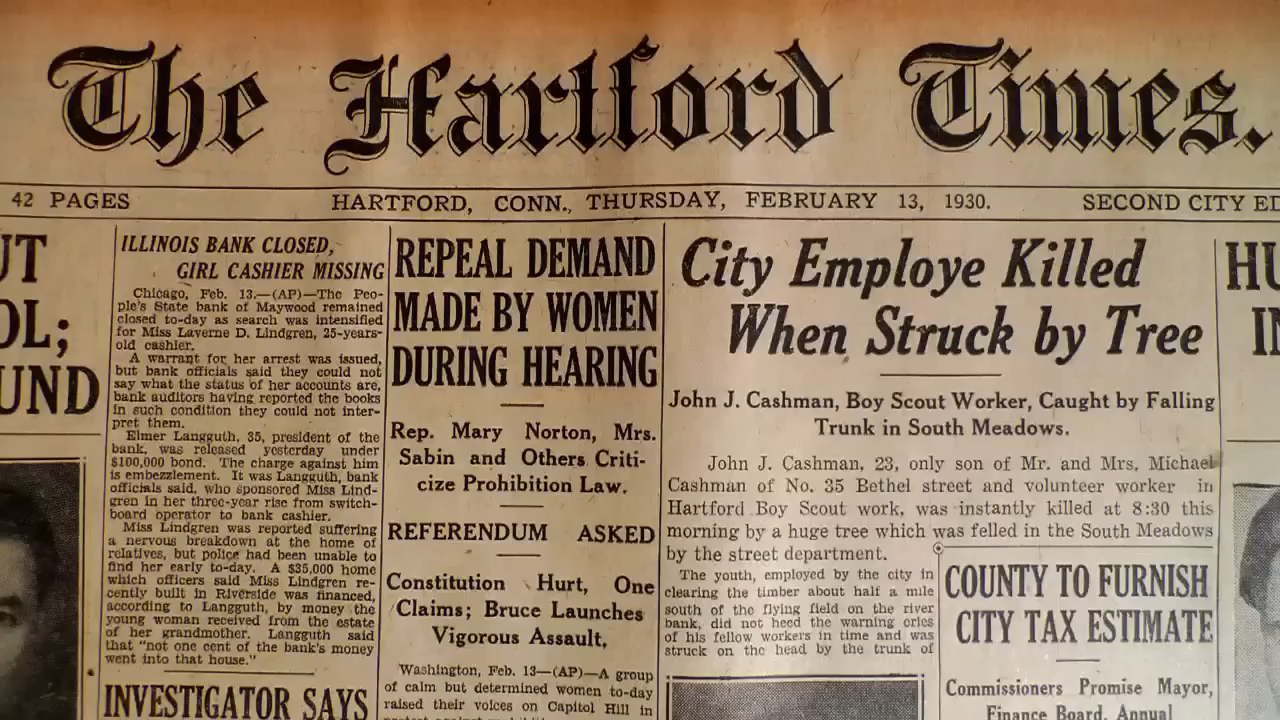 The Hartford Times.
42 PAGES
HARTFORD, CONN., THURSDAY, FEBRUARY 13, 1930.
SECOND CITY ED
UT
OL;
UND
ILLINOIS BANK CLOSED,
GIRL CASHIER MISSING
Chicago, Feb. 13.—(AP)—The Peo-
ple's State bank of Maywood remained
closed to-day as search was intensified
for Miss Laverne D. Lindgren, 25-years-
old cashier.
A warrant for her arrest was issued,
but bank officials said they could not
say what the status of her accounts are,
bank auditors having reported the books
in such condition they could not inter-
pret them.
Elmer Langguth, 35, president of the
bank, was released yesterday under
$100,000 bond. The charge against him
is embezzlement. It was Langguth, bank
officials said, who sponsored Miss Lind-
gren in her three-year rise from switch-
board operator to bank cashier.
Miss Lindgren was reported suffering
a nervous breakdown at the home of
relatives, but police had been unable to
find her early to-day. A $35,000 home
which officers said Miss Lindgren re-
cently built in Riverside was financed,
according to Langguth, by money the
young woman received from the estate
of her grandmother. Langguth said
that "not one cent of the bank's money
went into that house."
INVESTIGATOR SAYS
REPEAL DEMAND
MADE BY WOMEN
DURING HEARING
Rep. Mary Norton, Mrs.
Sabin and Others Criti-
cize Prohibition Law.
REFERENDUM ASKED
Constitution Hurt, One
Claims; Bruce Launches
Vigorous Assault.
Washington, Feb. 13—(AP)—A group
of calm but determined women to-day
raised their voices on Capitol Hill in
City Employe Killed
When Struck by Tree
John J. Cashman, Boy Scout Worker, Caught by Falling
Trunk in South Meadows.
John J. Cashman, 23, only son of Mr. and Mrs. Michael
Cashman of No. 35 Bethel street and volunteer worker in
Hartford Boy Scout work, was instantly killed at 8:30 this
morning by a huge tree which was felled in the South Meadows
by the street department.
The youth, employed by the city in
clearing the timber about half a mile
south of the flying field on the river
bank, did not heed the warning cries
of his fellow workers in time and was
struck on the head by the trunk of
COUNTY TO FURNISH
CITY TAX ESTIMATE
Commissioners Promise Mayor,
Finance Board, Annual
HU
IN